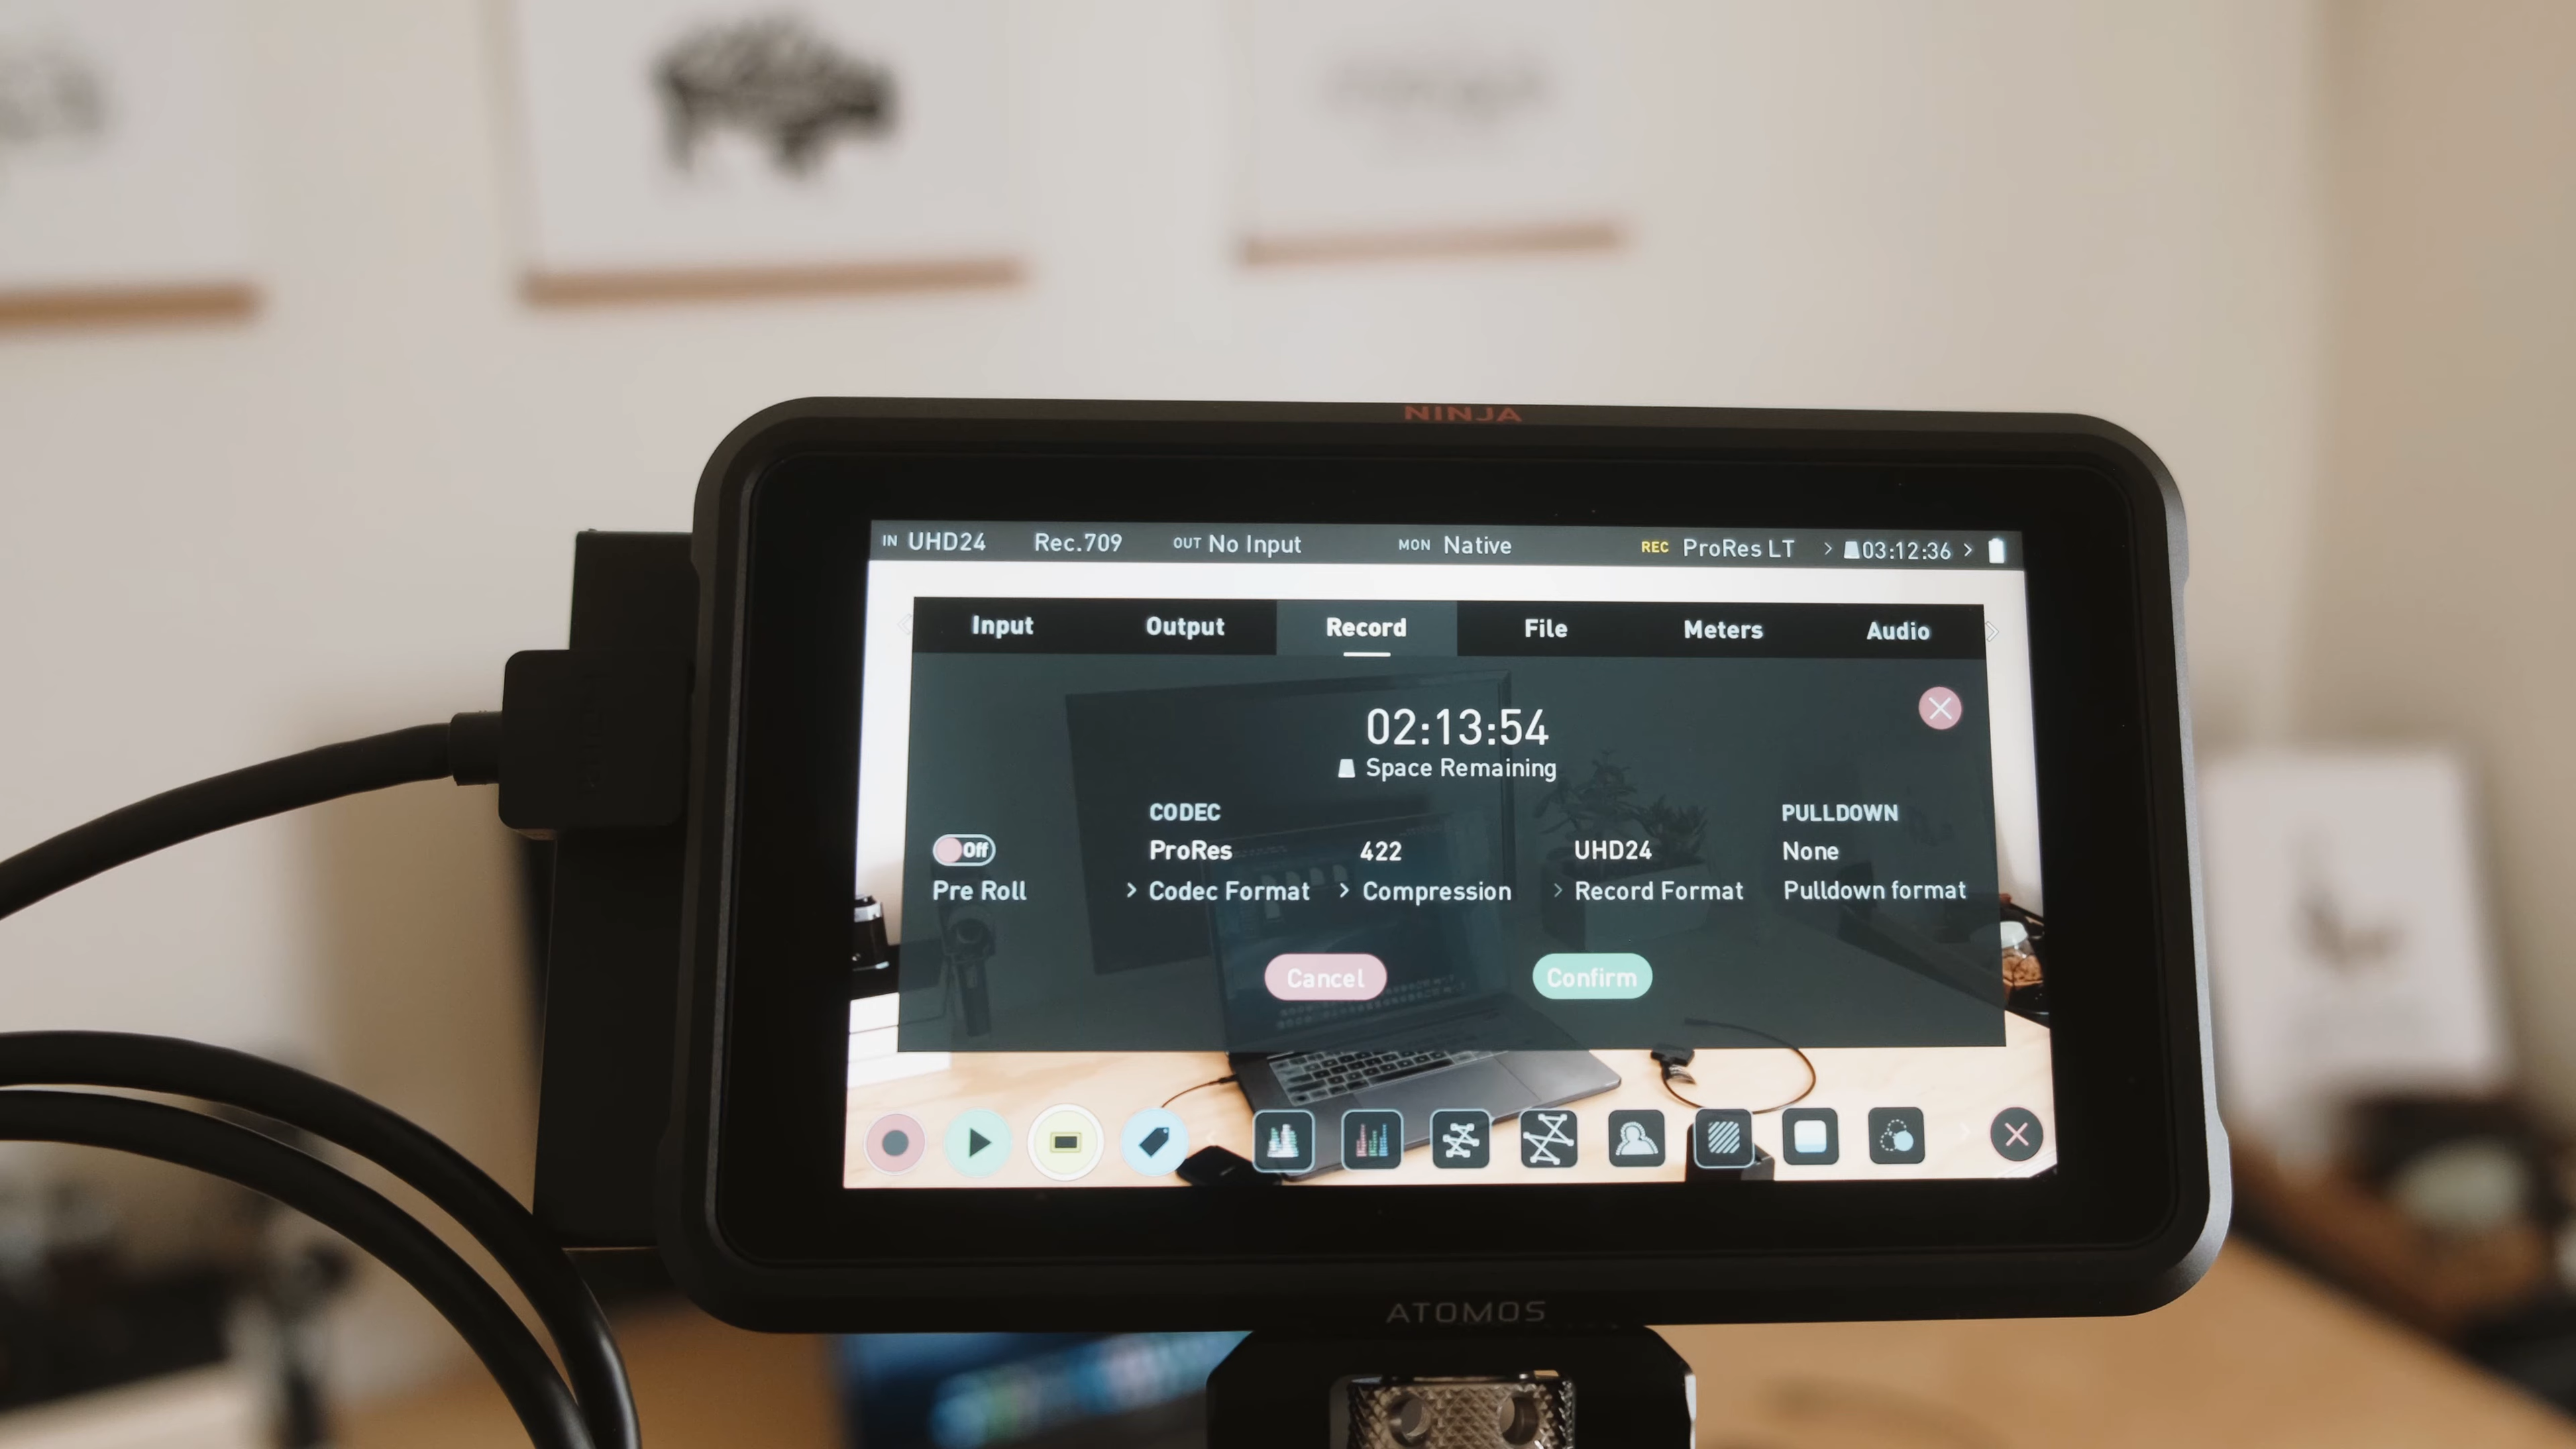 NINJA
IN UHD24 Rec.709 OUT No Input MON Native REC ProRes LT > 03:12:36 >
Input Output Record File Meters Audio
02:13:54
Space Remaining
CODEC PULLDOWN
Off ProRes 422 UHD24 None
Pre Roll > Codec Format > Compression > Record Format Pulldown format
Cancel Confirm
ATOMOS